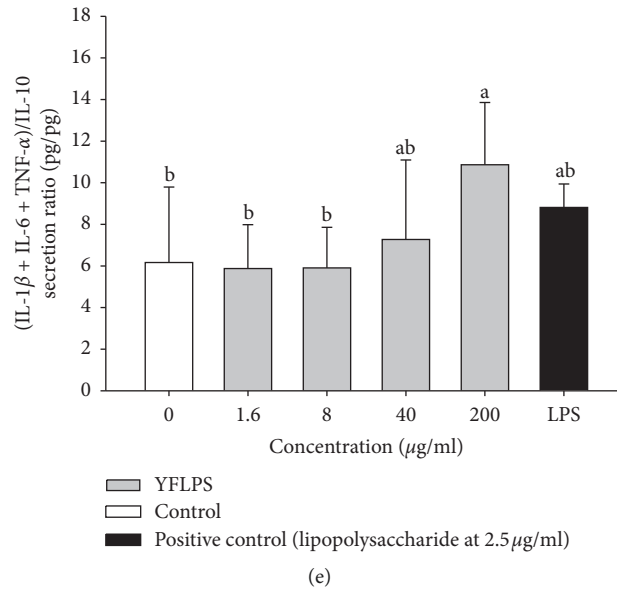 (IL-1β + IL-6 + TNF-α)/IL-10
secretion ratio (pg/pg)
18
16
14
12
10
8
6
4
2
0
b
b
b
ab
a
ab
0
1.6
8
40
200
LPS
Concentration (µg/ml)
YFLPS
Control
Positive control (lipopolysaccharide at 2.5µg/ml)
(e)